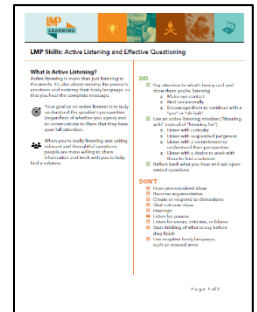 LMP
LEARNING
LMP Skills: Active Listening and Effective Questioning
What is Active Listening?
Active listening is more than just listening to
the words. It's also about sensing the person's
emotions and noticing their body language, so
that you hear the complete message.
Your goal as an active listener is to truly
understand the speaker's perspective
(regardless of whether you agree) and
to communicate to them that they have
your full attention.
When you're really listening and asking
relevant and thoughtful questions,
people are more willing to share
information and work with you to help
find a solution.
DO
Pay attention to what's being said and
show them you're listening
o Make eye contact
o Nod occasionally
o Encourage them to continue with a
"yes" or "uh huh"
Use an active listening mindset ("listening
with" instead of "listening for")
o Listen with curiosity
o Listen with suspended judgment
o Listen with a commitment to
understand their perspective
o Listen with a desire to work with
them to find a solution
Reflect back what you hear and ask open-
ended questions
DON'T
Have preconceived ideas
Become argumentative
Create or respond to distractions
Shut out new ideas
Interrupt
Listen for pauses
Listen for errors, criticism, or blame
Start thinking of what to say before
they finish
Use negative body language,
such as crossed arms
Page 1 of 2